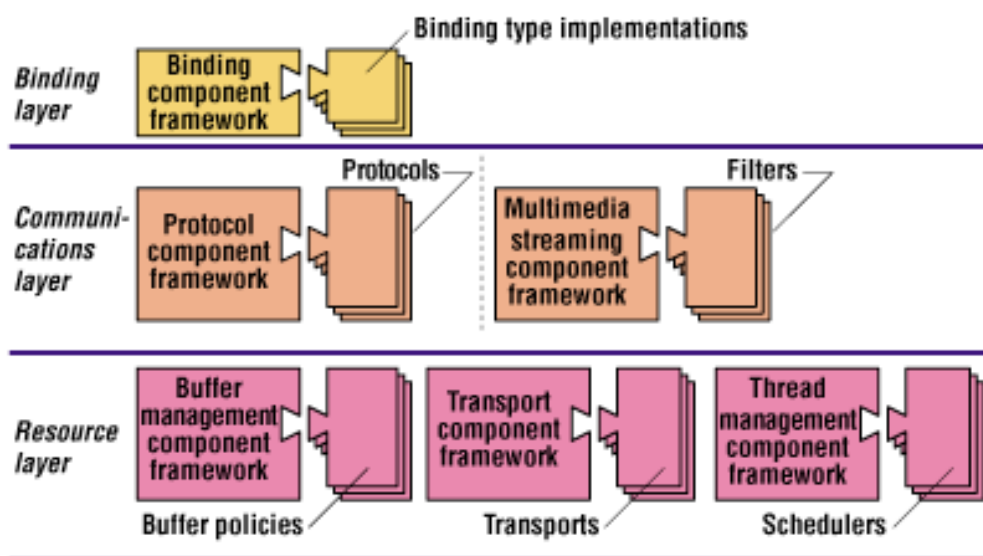 Binding type implementations
Binding
layer
Binding
component
framework
Protocols
Filters
Communi-
cations
layer
Protocol
component
framework
Multimedia
streaming
component
framework
Resource
layer
Buffer
management
component
framework
Transport
component
framework
Thread
management
component
framework
Buffer policies
Transports
Schedulers